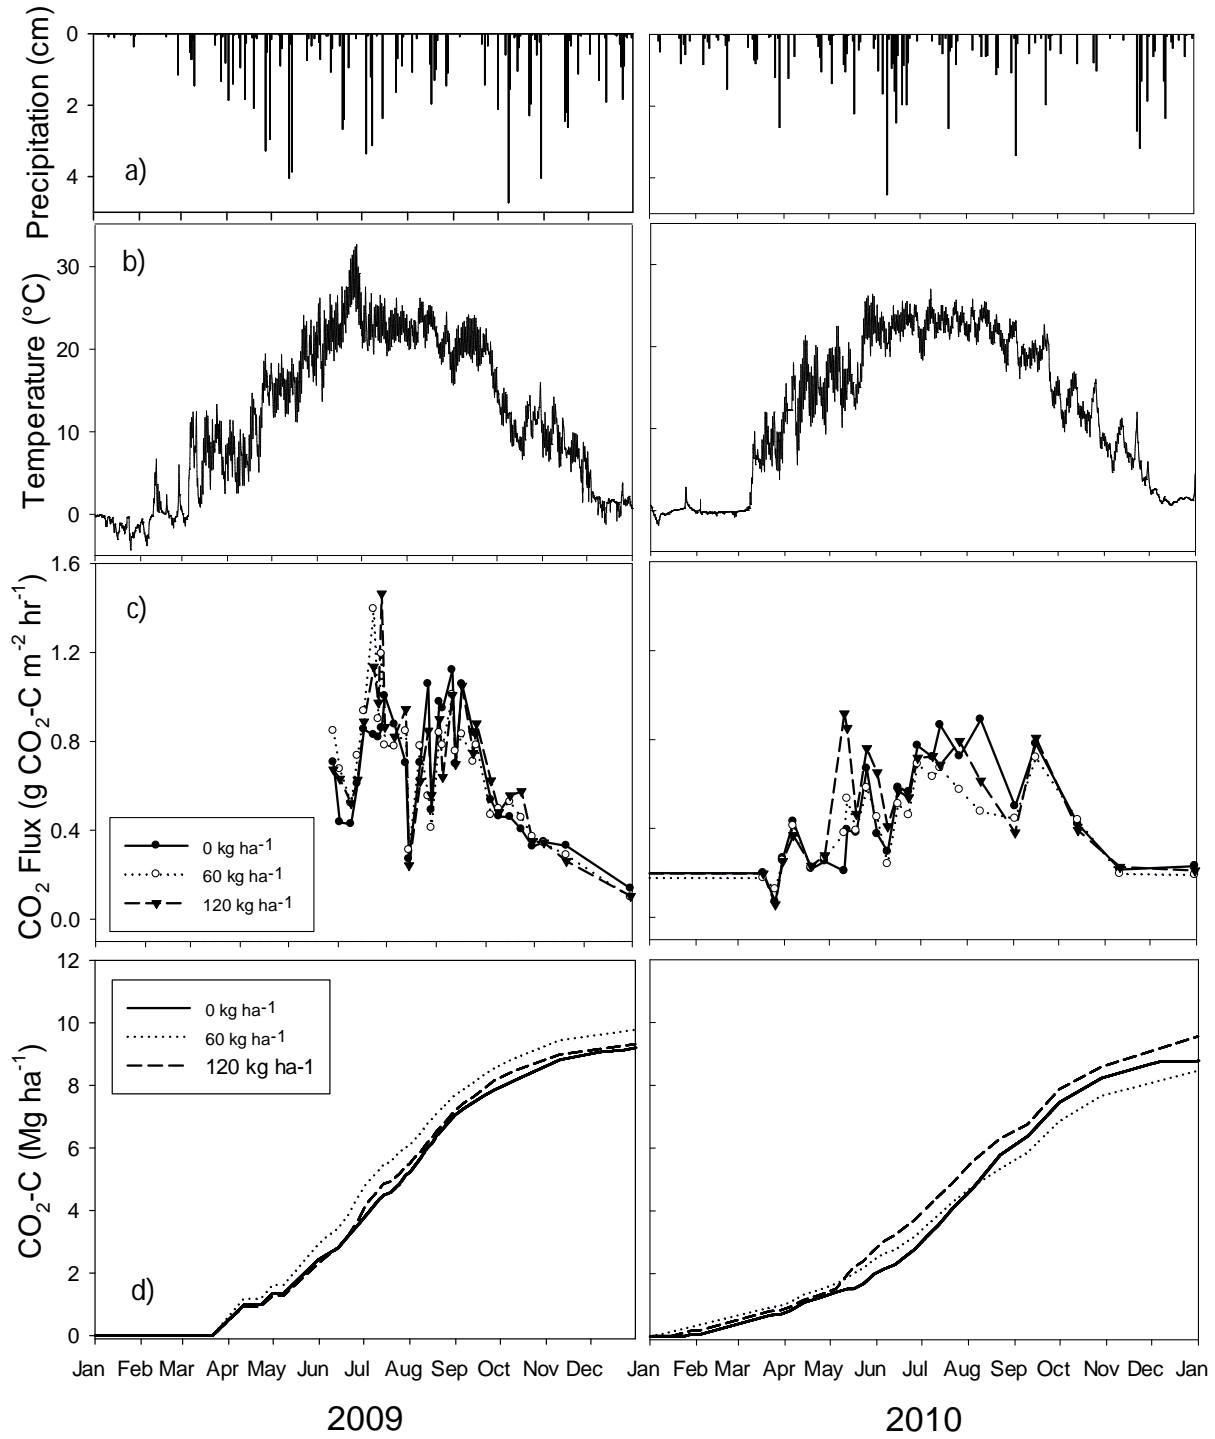 Precipitation (cm)
0
2
4
a)
Temperature (°C)
30
20
10
0
b)
CO₂ Flux (g CO₂-C m⁻² hr⁻¹)
1.6
1.2
0.8
0.4
0.0
c)
0 kg ha⁻¹
60 kg ha⁻¹
120 kg ha⁻¹
CO₂-C (Mg ha⁻¹)
12
10
8
6
4
2
0
0 kg ha⁻¹
60 kg ha⁻¹
120 kg ha-1
d)
Jan Feb Mar Apr May Jun Jul Aug Sep Oct Nov Dec Jan
Jan Feb Mar Apr May Jun Jul Aug Sep Oct Nov Dec Jan
2009
2010